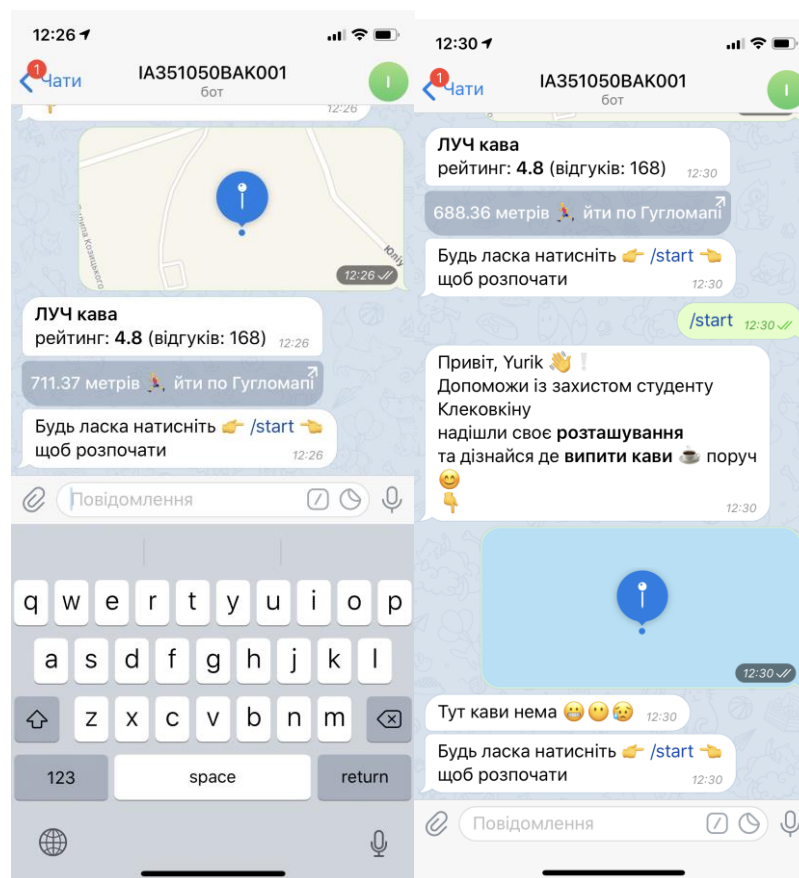 12:26
1
Чати
IA351050BAK001
бот
I
12:26
Юлі
12:26
ЛУЧ кава
рейтинг: 4.8 (відгуків: 168) 12:26
711.37 метрів 🏃 йти по Гугломапі
Будь ласка натисніть 👉 /start 👈
щоб розпочати 12:26
Повідомлення
q w e r t y u i o p
a s d f g h j k l
z x c v b n m
123 space return
12:30
1
Чати
IA351050BAK001
бот
I
ЛУЧ кава
рейтинг: 4.8 (відгуків: 168) 12:30
688.36 метрів 🏃 йти по Гугломапі
Будь ласка натисніть 👉 /start 👈
щоб розпочати 12:30
/start 12:30
Привіт, Yurik 👋❕
Допоможи із захистом студенту
Клековкіну
надішли своє розташування
та дізнайся де випити кави ☕ поруч
😊
👇
12:30
12:30
Тут кави нема 😬😶😥 12:30
Будь ласка натисніть 👉 /start 👈
щоб розпочати 12:30
Повідомлення